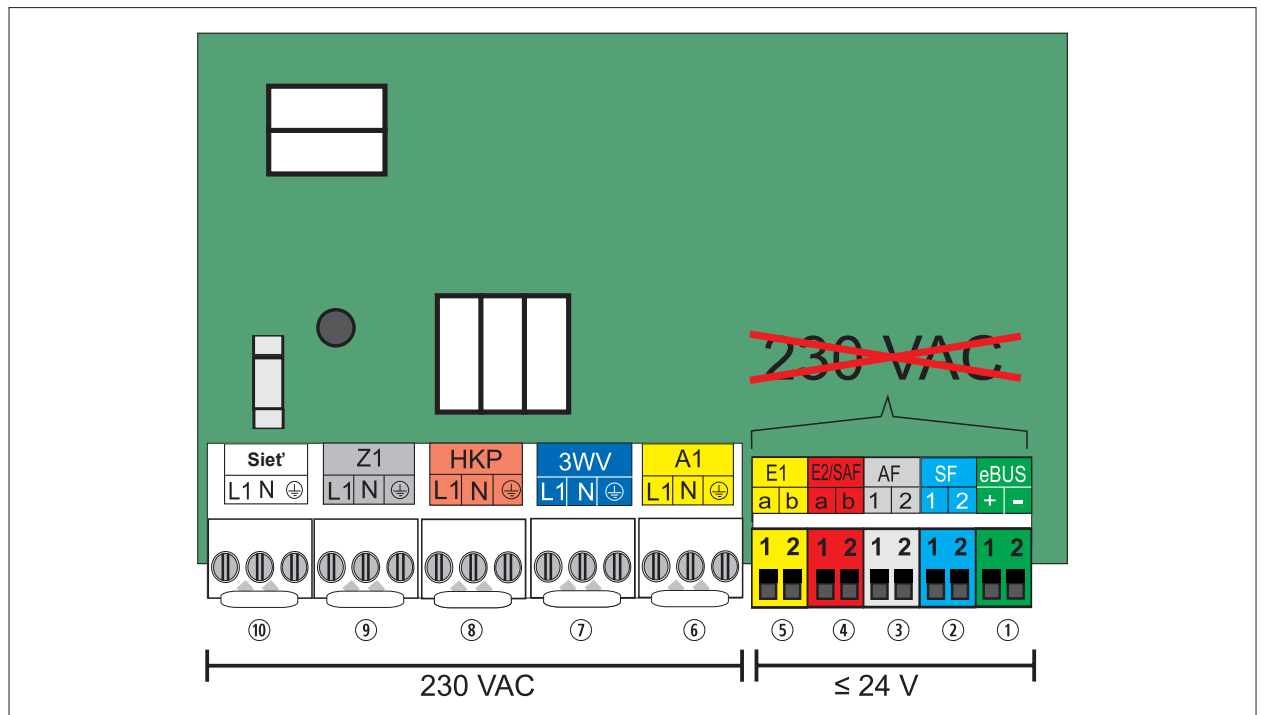 230 VAC
Sieť Z1 HKP 3WV A1
L1 N ⏚ L1 N ⏚ L1 N ⏚ L1 N ⏚ L1 N ⏚
E1 E2/SAF AF SF eBUS
a b a b 1 2 1 2 + -
1 2 1 2 1 2 1 2 1 2
⑩ ⑨ ⑧ ⑦ ⑥ ⑤ ④ ③ ② ①
230 VAC ≤ 24 V